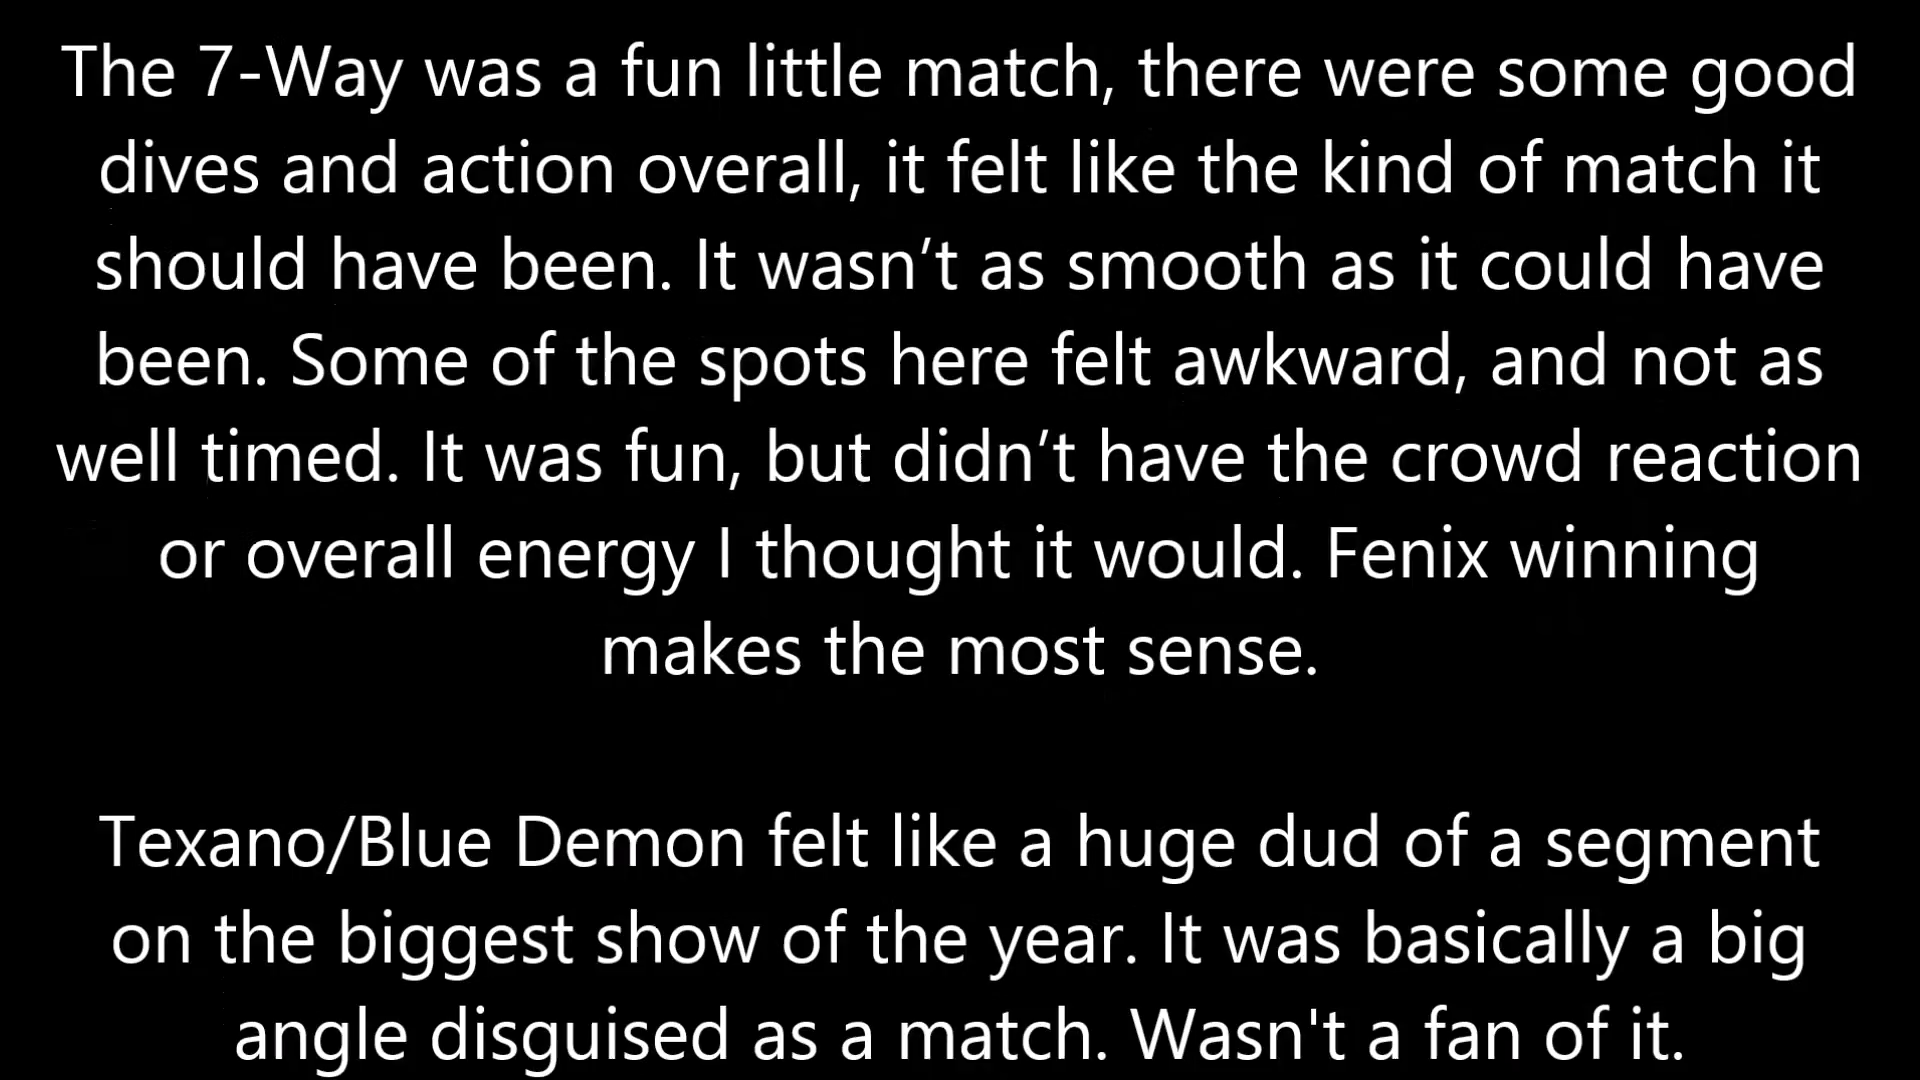 The 7-Way was a fun little match, there were some good
dives and action overall, it felt like the kind of match it
should have been. It wasn’t as smooth as it could have
been. Some of the spots here felt awkward, and not as
well timed. It was fun, but didn’t have the crowd reaction
or overall energy I thought it would. Fenix winning
makes the most sense.
Texano/Blue Demon felt like a huge dud of a segment
on the biggest show of the year. It was basically a big
angle disguised as a match. Wasn't a fan of it.